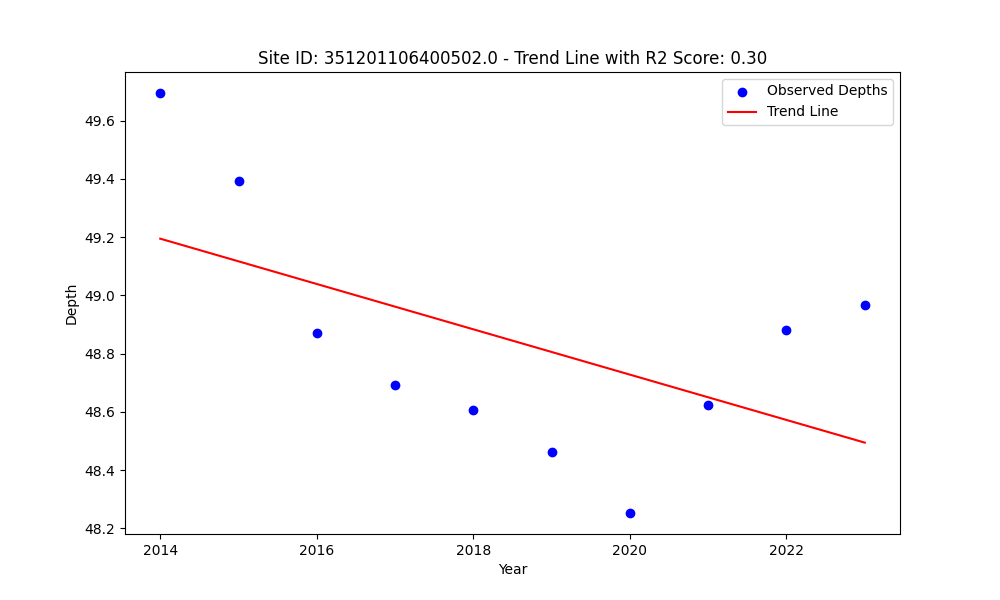 Site ID: 351201106400502.0 - Trend Line with R2 Score: 0.30
Observed Depths
Trend Line
49.6
49.4
49.2
49.0
48.8
48.6
48.4
48.2
Depth
2014
2016
2018
2020
2022
Year